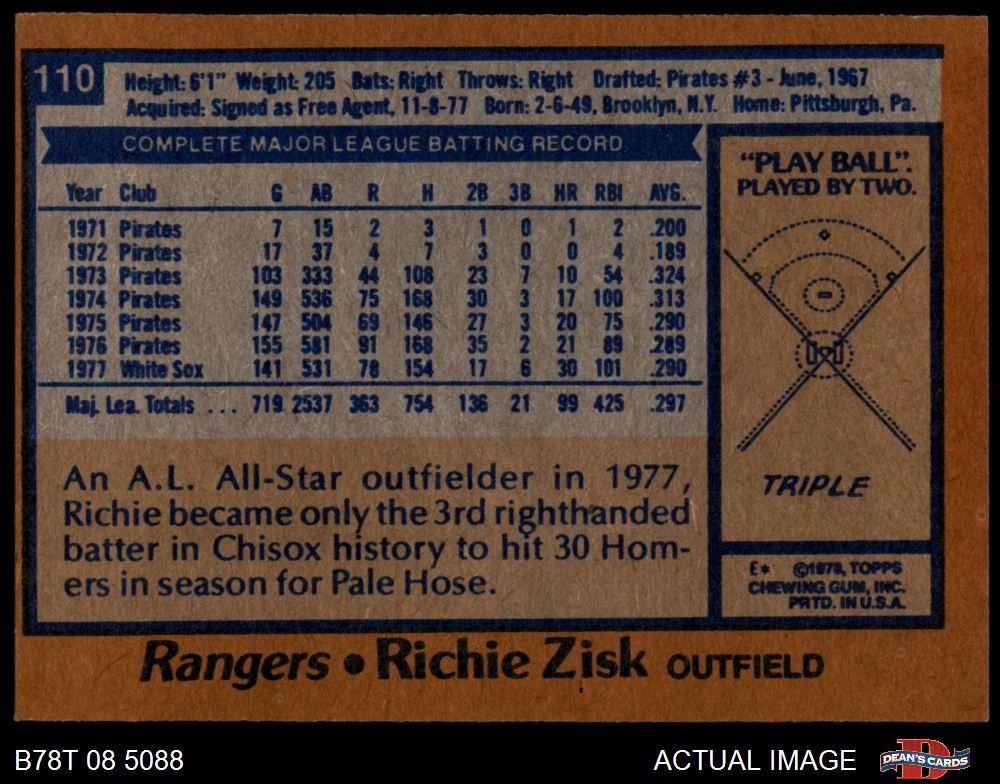 110
Height: 6'1" Weight: 205 Bats: Right Throws: Right Drafted: Pirates #3 - June, 1967
Acquired: Signed as Free Agent, 11-8-77 Born: 2-6-49, Brooklyn, N.Y. Home: Pittsburgh, Pa.
COMPLETE MAJOR LEAGUE BATTING RECORD
Year Club G AB R H 2B 3B HR RBI AVG.
1971 Pirates 7 15 2 3 1 0 1 2 .200
1972 Pirates 17 37 4 7 3 0 0 4 .189
1973 Pirates 103 333 44 108 23 7 10 54 .324
1974 Pirates 149 536 75 168 30 3 17 100 .313
1975 Pirates 147 504 69 146 27 3 20 75 .290
1976 Pirates 155 581 91 168 35 2 21 89 .289
1977 White Sox 141 531 78 154 17 6 30 101 .290
Maj. Lea. Totals ... 719 2537 363 754 136 21 99 425 .297
An A.L. All-Star outfielder in 1977,
Richie became only the 3rd righthanded
batter in Chisox history to hit 30 Hom-
ers in season for Pale Hose.
"PLAY BALL".
PLAYED BY TWO.
TRIPLE
E* ©1978, TOPPS
CHEWING GUM, INC.
PRTD. IN U.S.A.
Rangers • Richie Zisk OUTFIELD
B78T 08 5088
ACTUAL IMAGE
D
DEAN'S CARDS